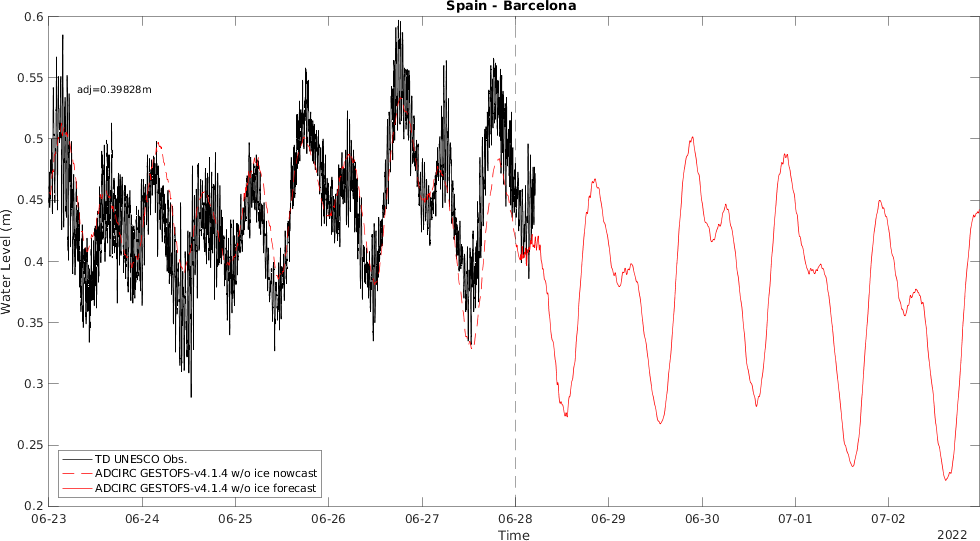 Spain - Barcelona
0.6
0.55
0.5
0.45
0.4
0.35
0.3
0.25
0.2
Water Level (m)
adj=0.39828m
TD UNESCO Obs.
ADCIRC GESTOFS-v4.1.4 w/o ice nowcast
ADCIRC GESTOFS-v4.1.4 w/o ice forecast
06-23 06-24 06-25 06-26 06-27 06-28 06-29 06-30 07-01 07-02
Time
2022